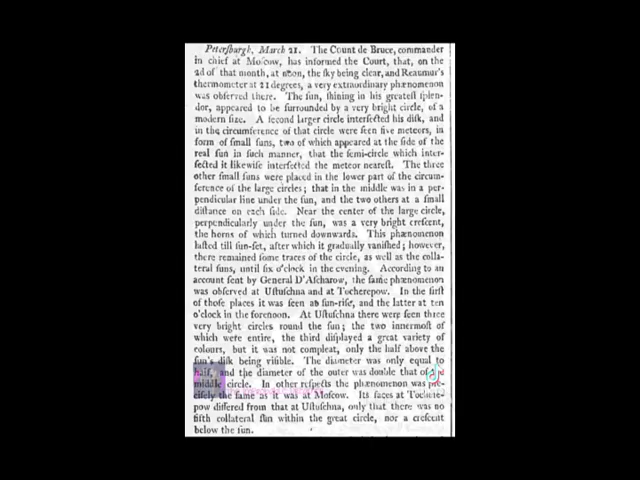 Peterſburgh, March 21. The Count de Bruce, commander
in chief at Moſcow, has informed the Court, that, on the
2d of that month, at noon, the ſky being clear, and Reaumur's
thermometer at 21 degrees, a very extraordinary phænomenon
was obſerved there. The ſun, ſhining in his greateſt ſplen-
dor, appeared to be ſurrounded by a very bright circle, of a
modern ſize. A ſecond larger circle interſected his diſk, and
in the circumference of that circle were ſeen five meteors, in
form of ſmall ſuns, two of which appeared at the ſide of the
real ſun in ſuch manner, that the ſemi-circle which inter-
ſected it likewiſe interſected the meteor neareſt. The three
other ſmall ſuns were placed in the lower part of the circum-
ference of the large circles; that in the middle was in a per-
pendicular line under the ſun, and the two others at a ſmall
diſtance on each ſide. Near the center of the large circle,
perpendicularly under the ſun, was a very bright creſcent,
the horns of which turned downwards. This phænomenon
laſted till ſun-ſet, after which it gradually vaniſhed; however,
there remained ſome traces of the circle, as well as the colla-
teral ſuns, until ſix o'clock in the evening. According to an
account ſent by General D'Aſcharow, the ſame phænomenon
was obſerved at Uſtuſchna and at Tocherepow. In the firſt
of thoſe places it was ſeen at ſun-riſe, and the latter at ten
o'clock in the forenoon. At Uſtuſchna there were ſeen three
very bright circles round the ſun; the two innermoſt of
which were entire, the third diſplayed a great variety of
colours, but it was not compleat, only the half above the
ſun's diſk being viſible. The diameter was only equal to
half, and the diameter of the outer was double that of the
middle circle. In other reſpects the phænomenon was pre-
ciſely the ſame as it was at Moſcow. Its faces at Tochere-
pow differed from that at Uſtuſchna, only that there was no
fifth collateral ſun within the great circle, nor a creſcent
below the ſun.